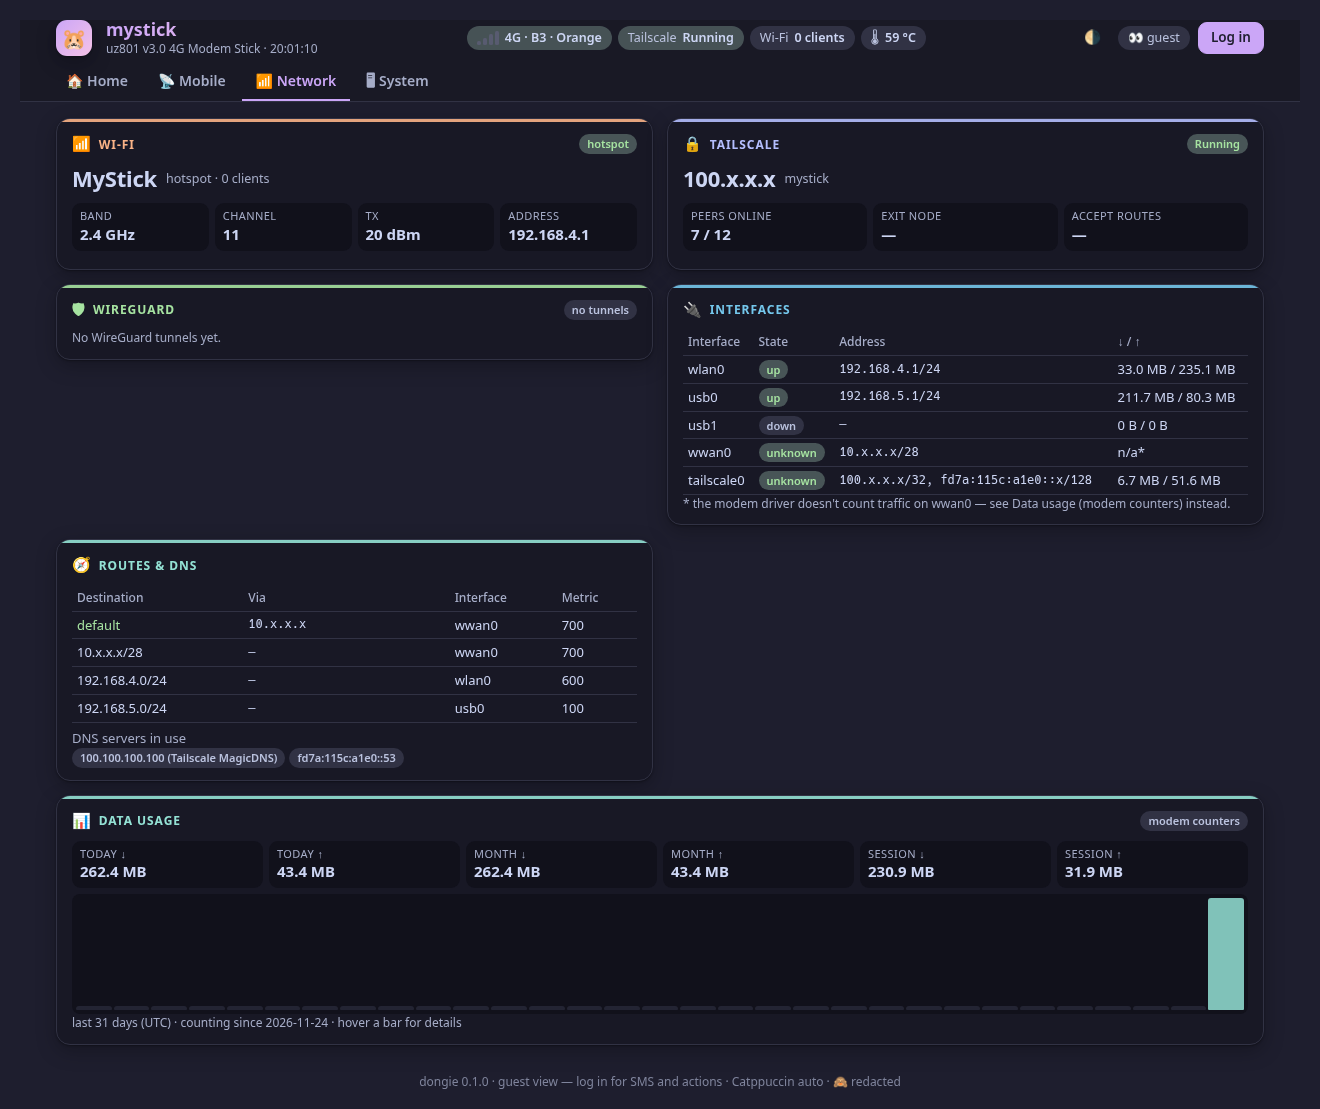 mystick
uz801 v3.0 4G Modem Stick · 20:01:10
4G · B3 · Orange
Tailscale Running
Wi-Fi 0 clients
🌡 59 °C
👀 guest
Log in
🏠 Home
📡 Mobile
📶 Network
System
📶 WI-FI
hotspot
MyStick hotspot · 0 clients
BAND CHANNEL TX ADDRESS
2.4 GHz 11 20 dBm 192.168.4.1
🔒 TAILSCALE
Running
100.x.x.x mystick
PEERS ONLINE EXIT NODE ACCEPT ROUTES
7 / 12 — —
WIREGUARD
no tunnels
No WireGuard tunnels yet.
🔌 INTERFACES
Interface State Address ↓ / ↑
wlan0 up 192.168.4.1/24 33.0 MB / 235.1 MB
usb0 up 192.168.5.1/24 211.7 MB / 80.3 MB
usb1 down — 0 B / 0 B
wwan0 unknown 10.x.x.x/28 n/a*
tailscale0 unknown 100.x.x.x/32, fd7a:115c:a1e0::x/128 6.7 MB / 51.6 MB
* the modem driver doesn't count traffic on wwan0 — see Data usage (modem counters) instead.
🧭 ROUTES & DNS
Destination Via Interface Metric
default 10.x.x.x wwan0 700
10.x.x.x/28 — wwan0 700
192.168.4.0/24 — wlan0 600
192.168.5.0/24 — usb0 100
DNS servers in use
100.100.100.100 (Tailscale MagicDNS) fd7a:115c:a1e0::53
📊 DATA USAGE
modem counters
TODAY ↓ TODAY ↑ MONTH ↓ MONTH ↑ SESSION ↓ SESSION ↑
262.4 MB 43.4 MB 262.4 MB 43.4 MB 230.9 MB 31.9 MB
last 31 days (UTC) · counting since 2026-11-24 · hover a bar for details
dongie 0.1.0 · guest view — log in for SMS and actions · Catppuccin auto · 🙈 redacted